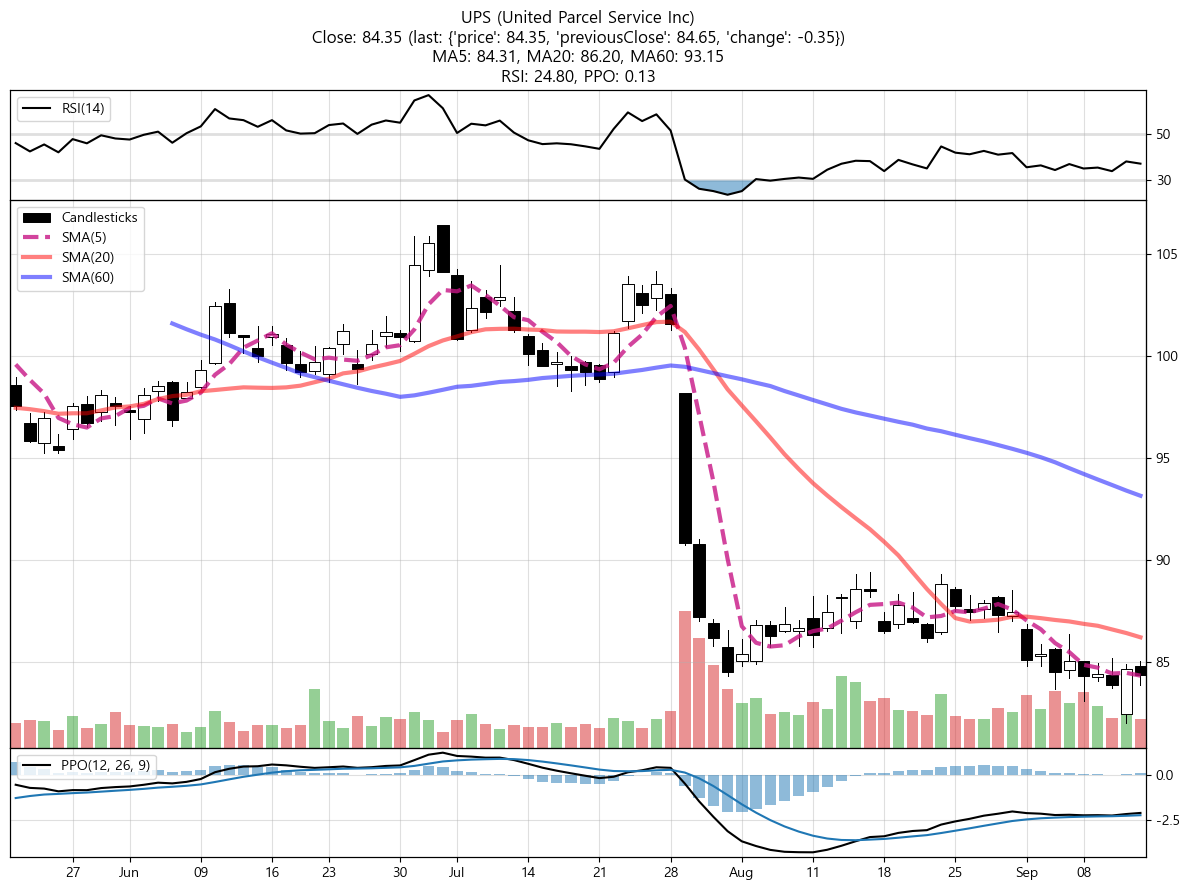 UPS (United Parcel Service Inc)
Close: 84.35 (last: {'price': 84.35, 'previousClose': 84.65, 'change': -0.35})
MA5: 84.31, MA20: 86.20, MA60: 93.15
RSI: 24.80, PPO: 0.13
RSI(14)
50
30
Candlesticks
SMA(5)
SMA(20)
SMA(60)
105
100
95
90
85
PPO(12, 26, 9)
0.0
-2.5
27 Jun 09 16 23 30 Jul 14 21 28 Aug 11 18 25 Sep 08